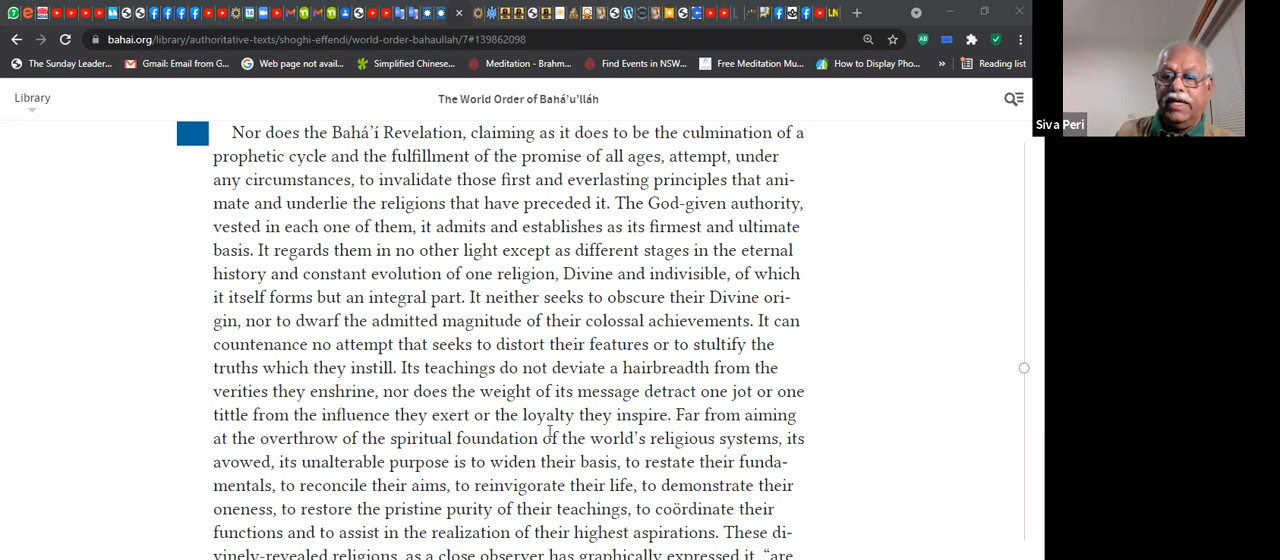 bahai.org/library/authoritative-texts/shoghi-effendi/world-order-bahaullah/7#139862098
The Sunday Leader...
Gmail: Email from G...
Web page not avail...
Simplified Chinese...
Meditation - Brahm...
Find Events in NSW...
Free Meditation Mu...
How to Display Pho...
»
Reading list
Library
The World Order of Bahá’u’lláh
Siva Peri
Nor does the Bahá’í Revelation, claiming as it does to be the culmination of a
prophetic cycle and the fulfillment of the promise of all ages, attempt, under
any circumstances, to invalidate those first and everlasting principles that ani-
mate and underlie the religions that have preceded it. The God-given authority,
vested in each one of them, it admits and establishes as its firmest and ultimate
basis. It regards them in no other light except as different stages in the eternal
history and constant evolution of one religion, Divine and indivisible, of which
it itself forms but an integral part. It neither seeks to obscure their Divine ori-
gin, nor to dwarf the admitted magnitude of their colossal achievements. It can
countenance no attempt that seeks to distort their features or to stultify the
truths which they instill. Its teachings do not deviate a hairbreadth from the
verities they enshrine, nor does the weight of its message detract one jot or one
tittle from the influence they exert or the loyalty they inspire. Far from aiming
at the overthrow of the spiritual foundation of the world’s religious systems, its
avowed, its unalterable purpose is to widen their basis, to restate their funda-
mentals, to reconcile their aims, to reinvigorate their life, to demonstrate their
oneness, to restore the pristine purity of their teachings, to coördinate their
functions and to assist in the realization of their highest aspirations. These di-
vinely-revealed religions, as a close observer has graphically expressed it, “are